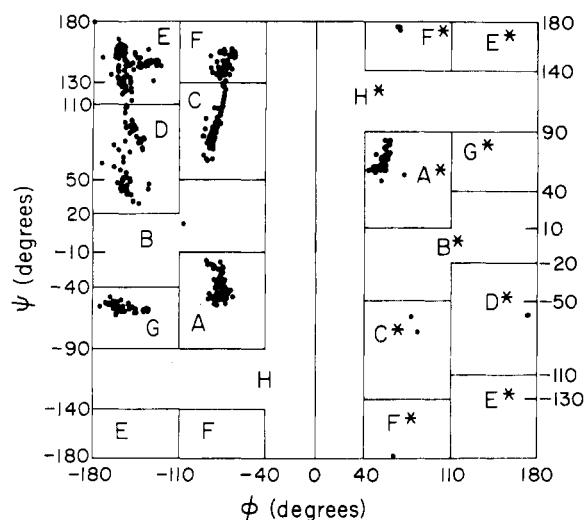 180 E F F* E* 180
140
130
H*
110 C
D 90
G*
A*
50
40
20
10
B B*
-10
-20
-40
D*
-50
C*
G A
-90
H
-110
E*
-130
-140 F*
E F
-180 -180
-180 -110 -40 0 40 110 180
ψ (degrees)
ϕ (degrees)